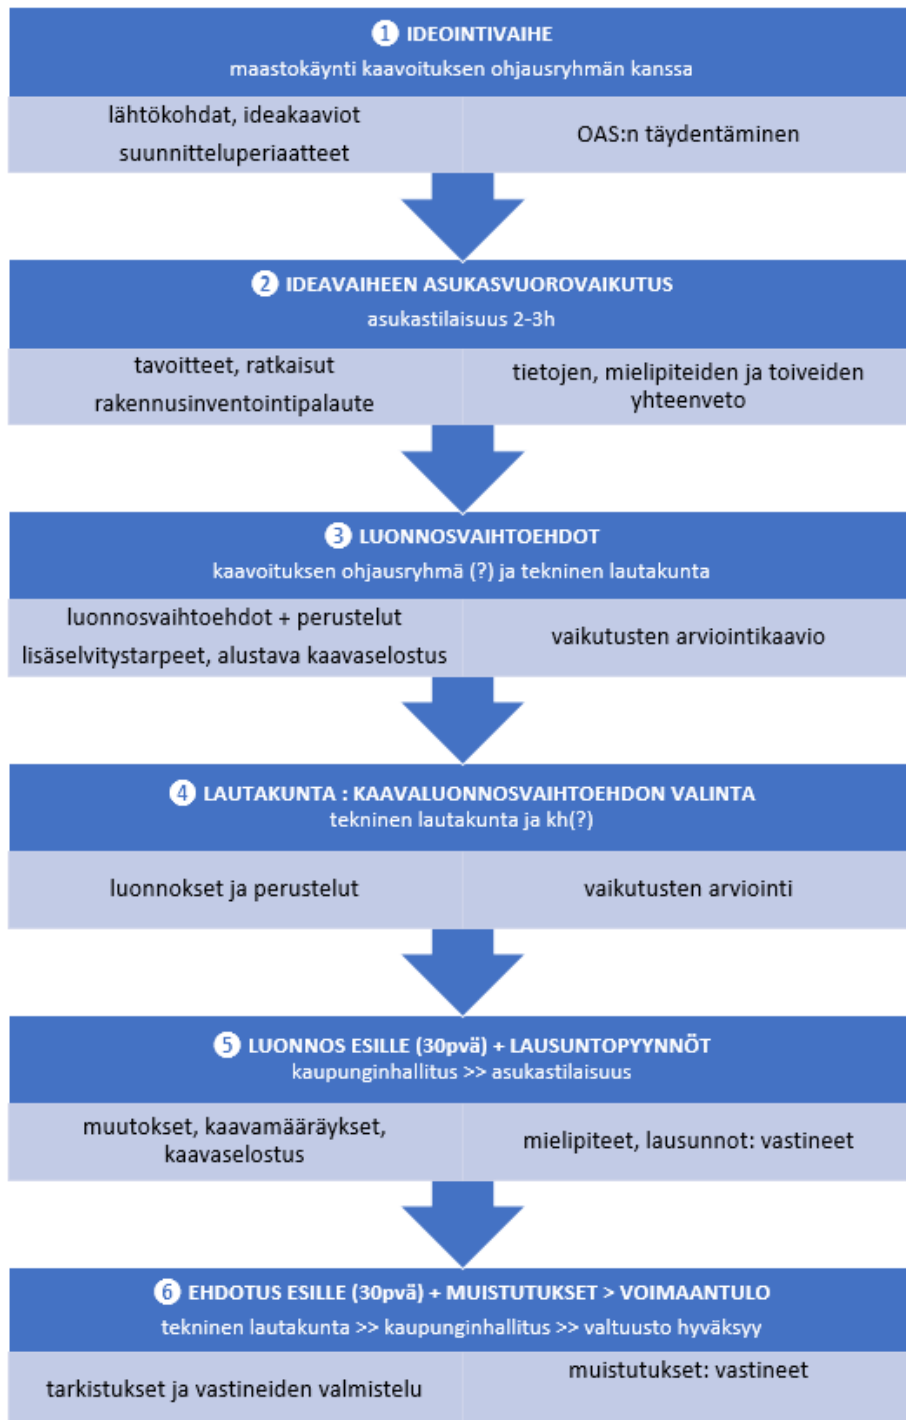 1 IDEOINTIVAIHE
maastokäynti kaavoituksen ohjausryhmän kanssa
lähtökohdat, ideakaaviot
suunnitteluperiaatteet
OAS:n täydentäminen
2 IDEAVAIHEEN ASUKASVUOROVAIKUTUS
asukastilaisuus 2-3h
tavoitteet, ratkaisut
rakennusinventointipalaute
tietojen, mielipiteiden ja toiveiden
yhteenveto
3 LUONNOSVAIHTOEHDOT
kaavoituksen ohjausryhmä (?) ja tekninen lautakunta
luonnosvaihtoehdot + perustelut
lisäselvitystarpeet, alustava kaavaselostus
vaikutusten arviointikaavio
4 LAUTAKUNTA : KAAVALUONNOSVAIHTOEHDON VALINTA
tekninen lautakunta ja kh(?)
luonnokset ja perustelut
vaikutusten arviointi
5 LUONNOS ESILLE (30pvä) + LAUSUNTOPYYNNÖT
kaupunginhallitus >> asukastilaisuus
muutokset, kaavamääräykset,
kaavaselostus
mielipiteet, lausunnot: vastineet
6 EHDOTUS ESILLE (30pvä) + MUISTUTUKSET > VOIMAANTULO
tekninen lautakunta >> kaupunginhallitus >> valtuusto hyväksyy
tarkistukset ja vastineiden valmistelu
muistutukset: vastineet